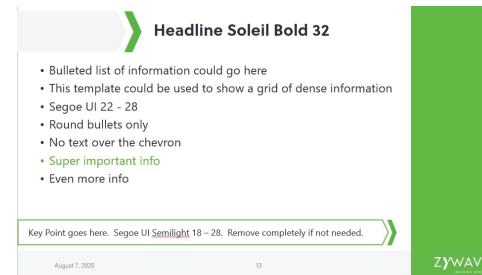 Headline Soleil Bold 32
• Bulleted list of information could go here
• This template could be used to show a grid of dense information
• Segoe UI 22 - 28
• Round bullets only
• No text over the chevron
• Super important info
• Even more info
Key Point goes here. Segoe UI Semilight 18 – 28. Remove completely if not needed.
August 7, 2020
13
ZYWAV